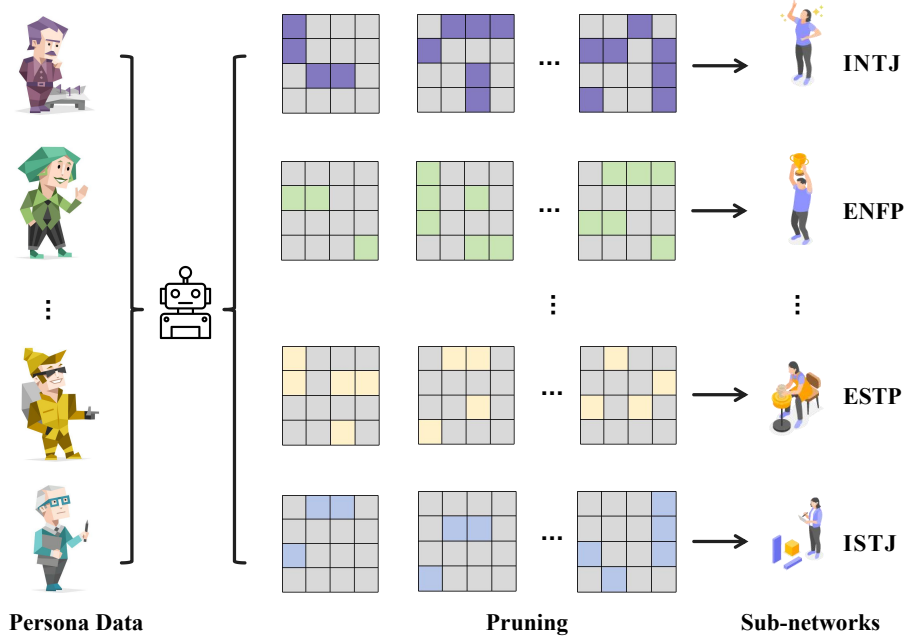 INTJ
ENFP
ESTP
ISTJ
Persona Data
Pruning
Sub-networks